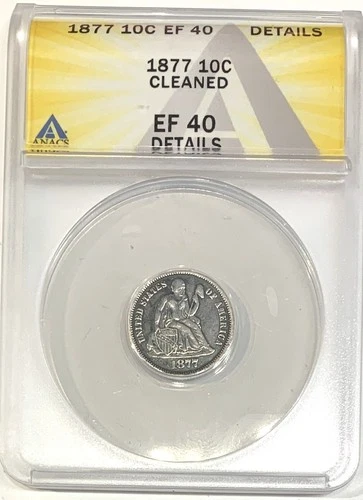 1877 10C EF 40 DETAILS
1877 10C
CLEANED
EF 40
DETAILS
ANACS
UNITED STATES OF AMERICA
1877